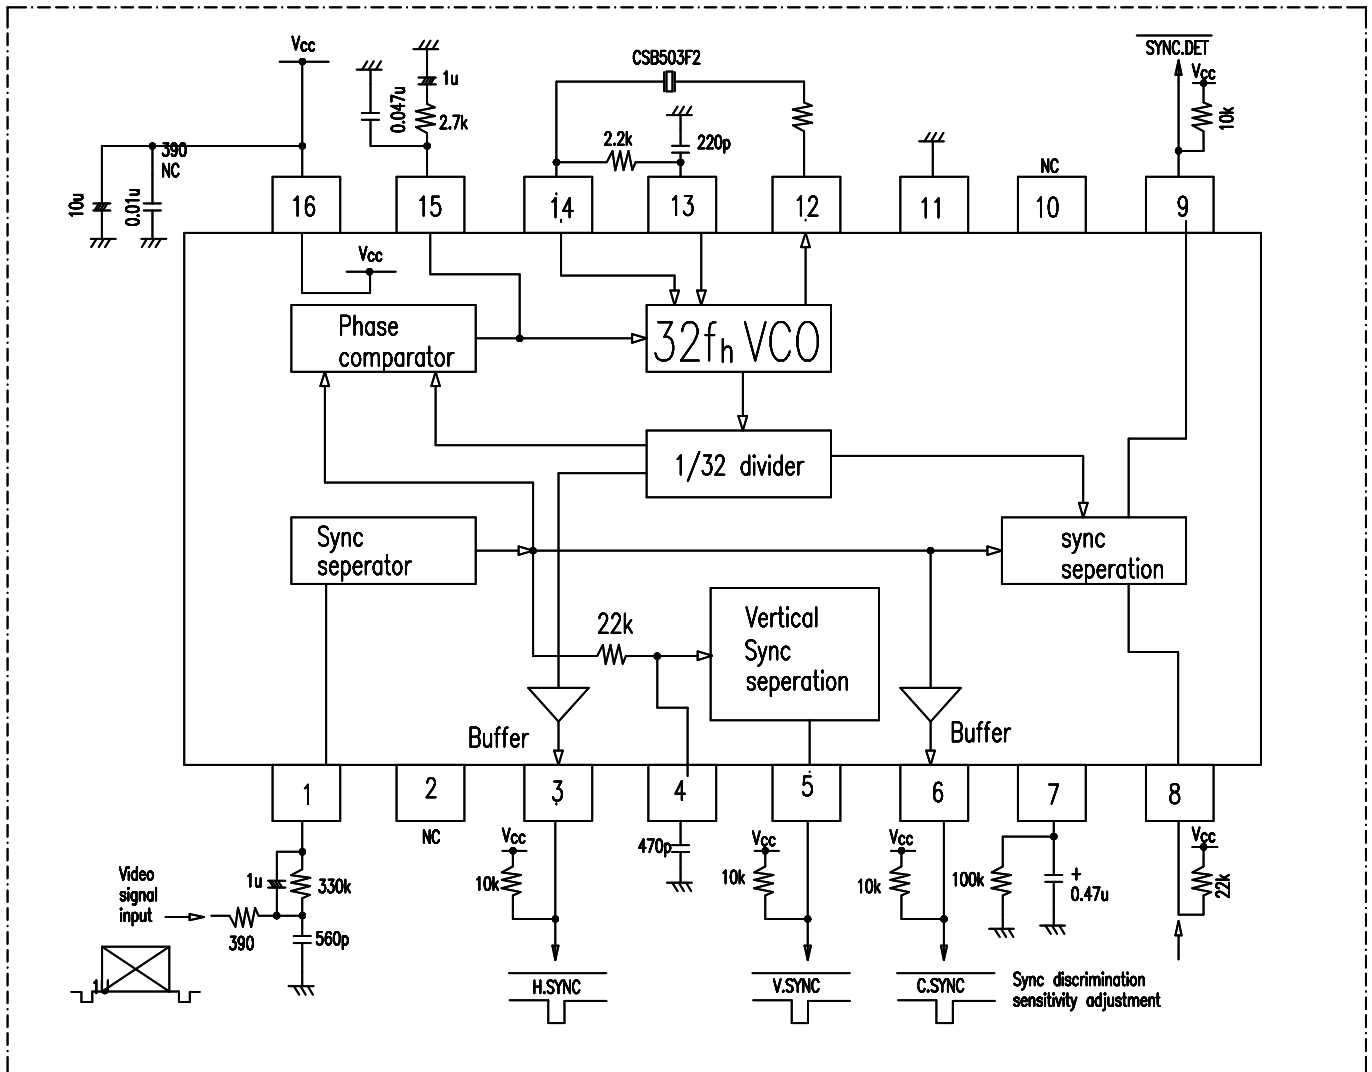 Vcc
1u
0.047u
2.7k
CSB503F2
2.2k
220p
SYNC.DET
Vcc
10k
390
NC
10u
0.01u
NC
16
15
14
13
12
11
10
9
Vcc
Phase
comparator
32fh VCO
1/32 divider
Sync
seperator
sync
seperation
22k
Vertical
Sync
seperation
Buffer
Buffer
1
2
3
4
5
6
7
8
NC
Vcc
10k
470p
Vcc
10k
Vcc
10k
100k
+
0.47u
Vcc
22k
Video
signal
input
1u
330k
390
560p
1U
H.SYNC
V.SYNC
C.SYNC
Sync discrimination
sensitivity adjustment